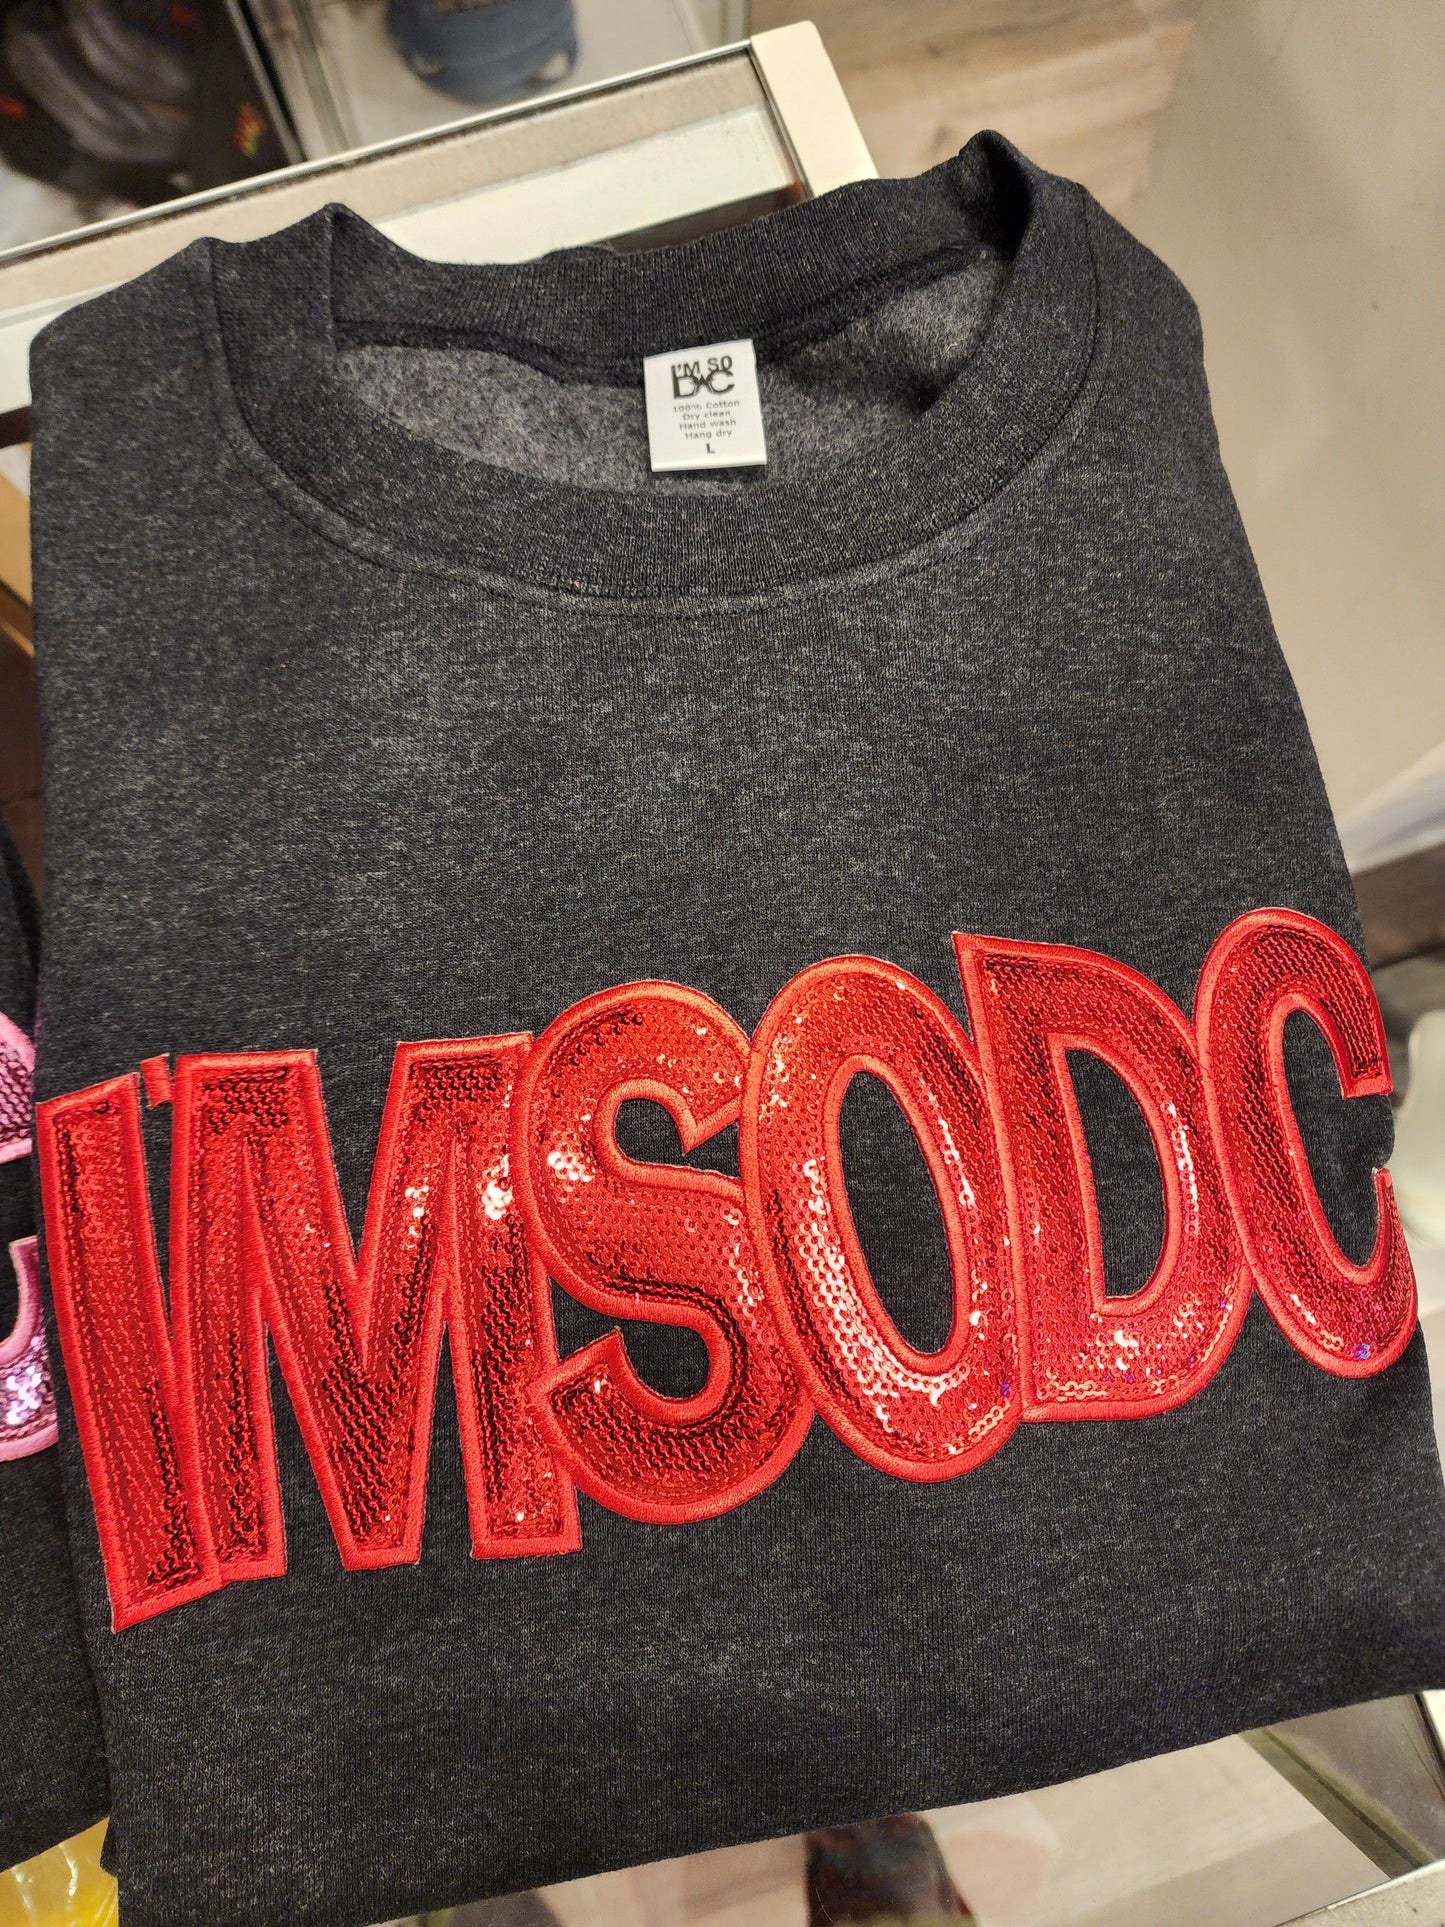 I'M SO
DC
100% Cotton
Dry clean
Hand wash
Hang dry
L
I'MSODC